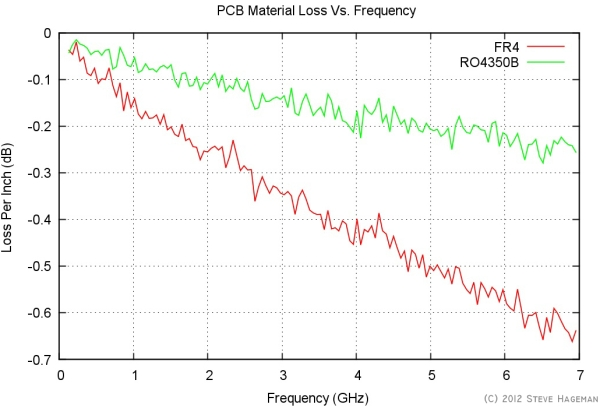 PCB Material Loss Vs. Frequency
FR4
RO4350B
0
-0.1
-0.2
-0.3
-0.4
-0.5
-0.6
-0.7
Loss Per Inch (dB)
0 1 2 3 4 5 6 7
Frequency (GHz)
(C) 2012 STEVE HAGEMAN